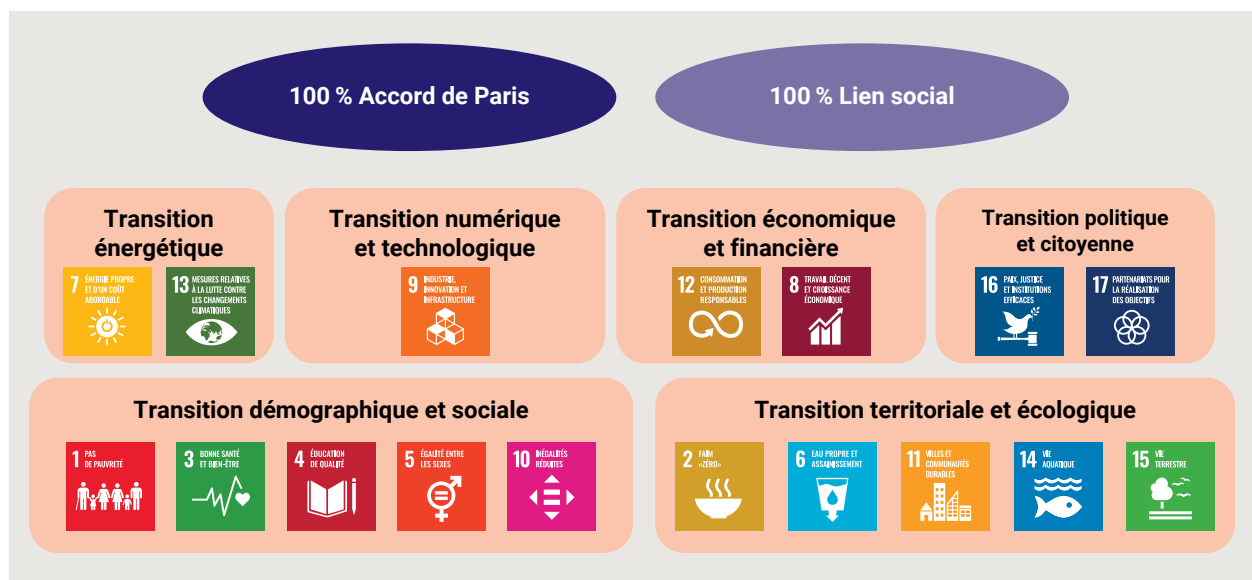 100 % Accord de Paris
100 % Lien social
Transition
énergétique
7 ÉNERGIE PROPRE
ET D'UN COÛT
ABORDABLE
13 MESURES RELATIVES
À LA LUTTE CONTRE
LES CHANGEMENTS
CLIMATIQUES
Transition numérique
et technologique
9 INDUSTRIE,
INNOVATION ET
INFRASTRUCTURE
Transition économique
et financière
12 CONSOMMATION
ET PRODUCTION
RESPONSABLES
8 TRAVAIL DÉCENT
ET CROISSANCE
ÉCONOMIQUE
Transition politique
et citoyenne
16 PAIX, JUSTICE
ET INSTITUTIONS
EFFICACES
17 PARTENARIATS POUR
LA RÉALISATION
DES OBJECTIFS
Transition démographique et sociale
1 PAS
DE PAUVRETÉ
3 BONNE SANTÉ
ET BIEN-ÊTRE
4 ÉDUCATION
DE QUALITÉ
5 ÉGALITÉ ENTRE
LES SEXES
10 INÉGALITÉS
RÉDUITES
Transition territoriale et écologique
2 FAIM
«ZÉRO»
6 EAU PROPRE ET
ASSAINISSEMENT
11 VILLES ET
COMMUNAUTÉS
DURABLES
14 VIE
AQUATIQUE
15 VIE
TERRESTRE